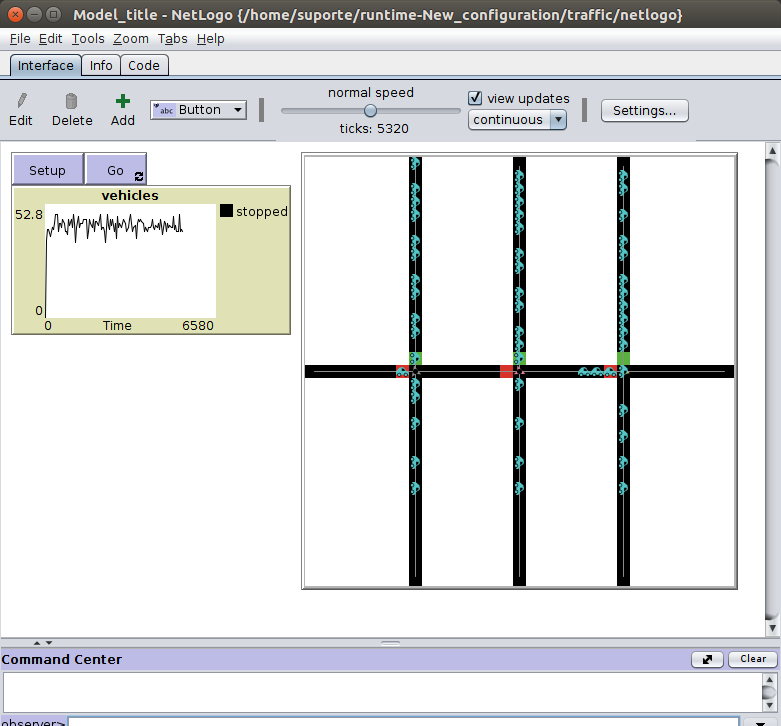 Model_title - NetLogo {/home/suporte/runtime-New_configuration/traffic/netlogo}
File Edit Tools Zoom Tabs Help
Interface Info Code
Edit Delete Add
abc Button
normal speed
ticks: 5320
view updates
continuous
Settings...
Setup Go
vehicles
52.8
0
0 Time 6580
stopped
Command Center
Clear
observer>